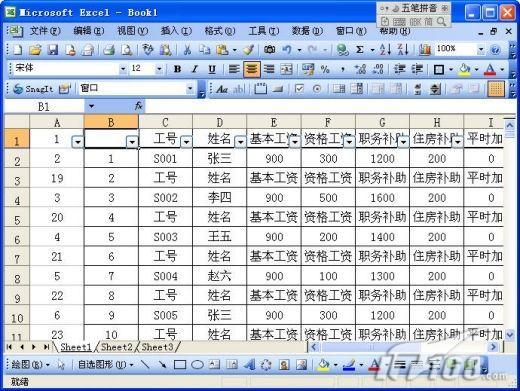 Microsoft Excel - Book1
五笔拼音
文件(F) 编辑(E) 视图(V) 插入(I) 格式(O) 工具(T) 数据(D) 窗口(W) 帮助(H)
100%
宋体 12 B I U
SnagIt 窗口
B1 fx
A B C D E F G H I
1 1 工号 姓名 基本工资 资格工资 职务补助 住房补助 平时加
2 2 1 S001 张三 900 300 1200 200 0
3 19 2 工号 姓名 基本工资 资格工资 职务补助 住房补助 平时加
4 3 3 S002 李四 900 500 1600 200 0
5 20 4 工号 姓名 基本工资 资格工资 职务补助 住房补助 平时加
6 4 5 S003 王五 900 200 1400 200 0
7 21 6 工号 姓名 基本工资 资格工资 职务补助 住房补助 平时加
8 5 7 S004 赵六 900 100 1300 200 0
9 22 8 工号 姓名 基本工资 资格工资 职务补助 住房补助 平时加
10 6 9 S005 张三 900 300 1200 200 0
11 23 10 工号 姓名 基本工资 资格工资 职务补助 住房补助 平时加
Sheet1 Sheet2 Sheet3
绘图(R) 自选图形(U)
就绪